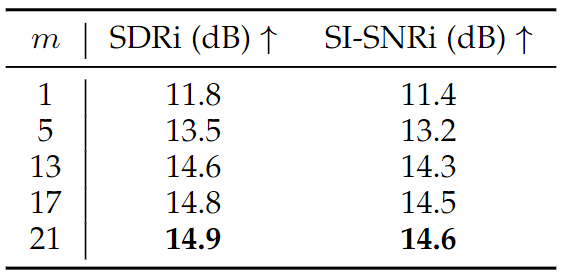 m | SDRi (dB) ↑ SI-SNRi (dB) ↑
1 11.8 11.4
5 13.5 13.2
13 14.6 14.3
17 14.8 14.5
21 14.9 14.6